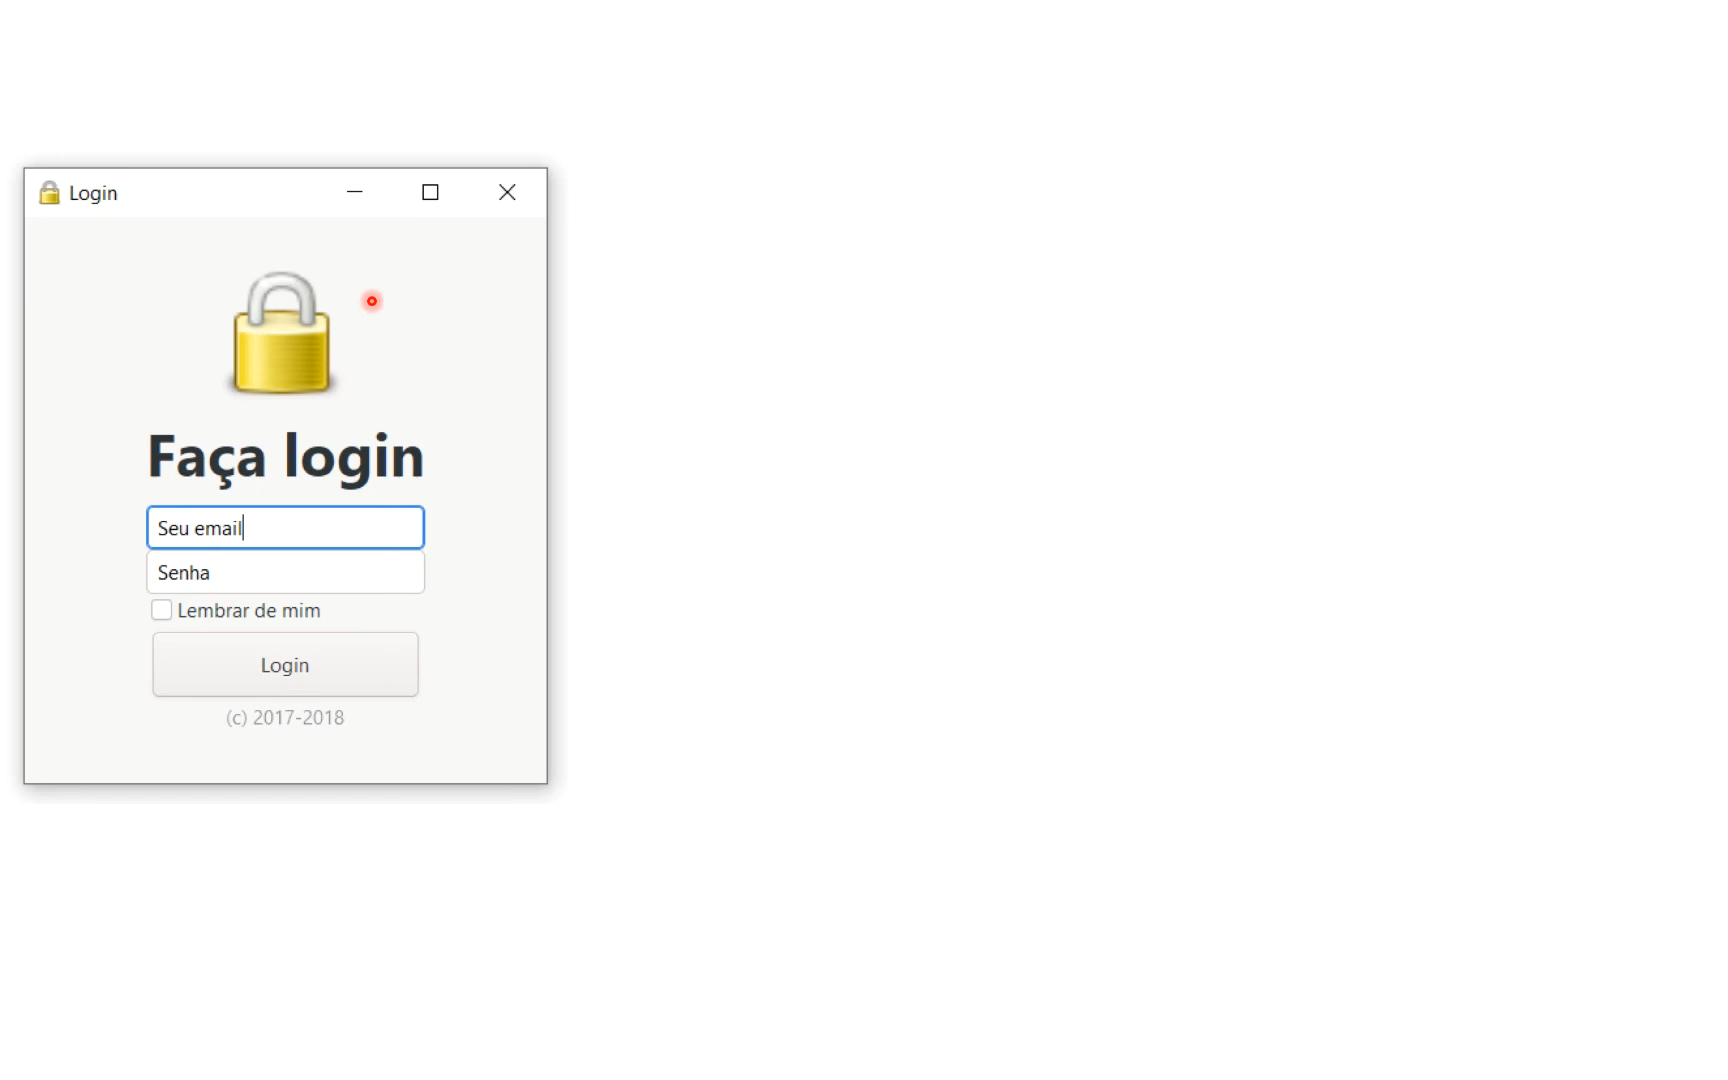 Login
Faça login
Seu email
Senha
Lembrar de mim
Login
(c) 2017-2018